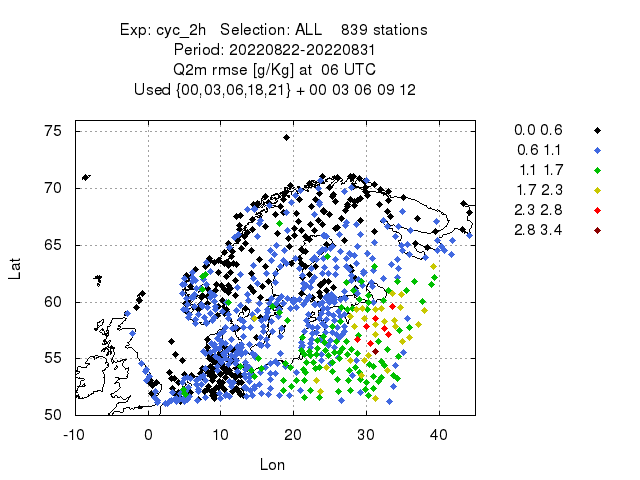 Exp: cyc_2h Selection: ALL 839 stations
Period: 20220822-20220831
Q2m rmse [g/Kg] at 06 UTC
Used {00,03,06,18,21} + 00 03 06 09 12
75
70
65
60
55
50
-10 0 10 20 30 40
Lat
Lon
0.0 0.6
0.6 1.1
1.1 1.7
1.7 2.3
2.3 2.8
2.8 3.4